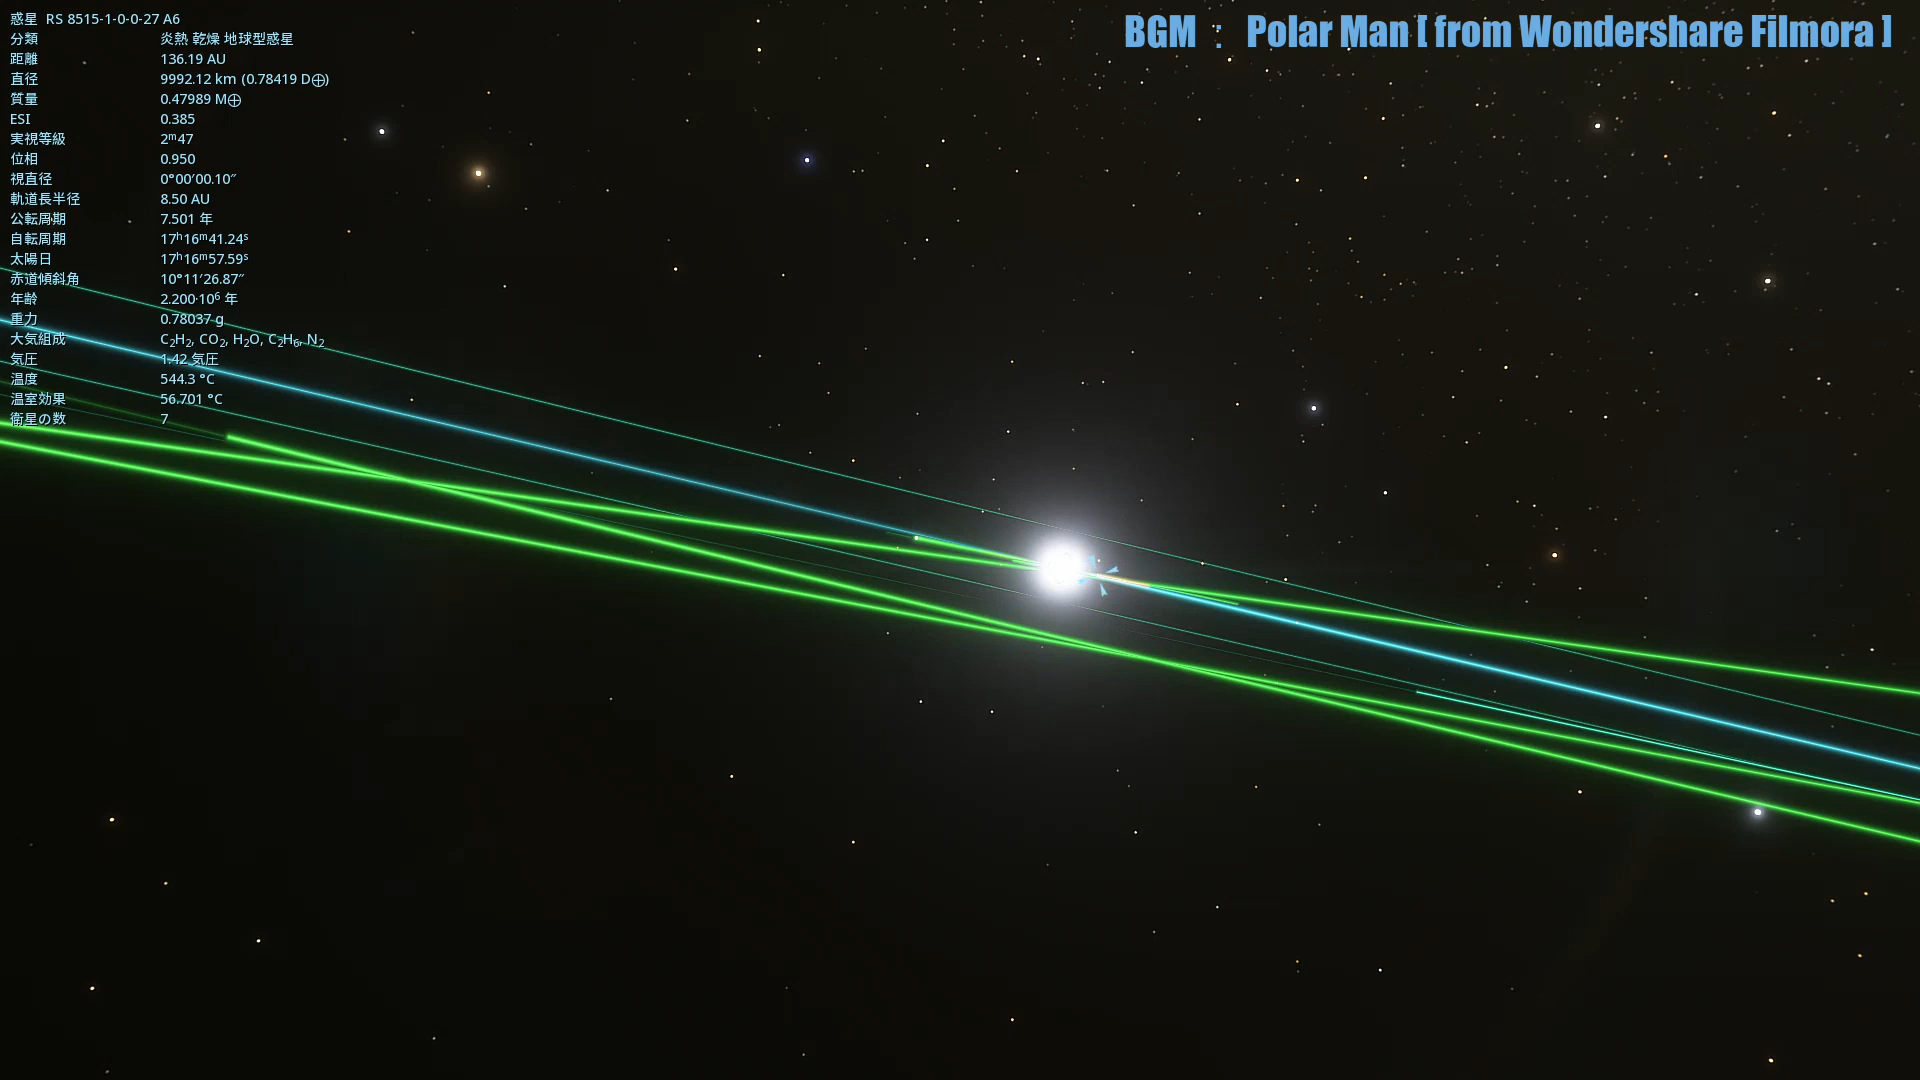 惑星 RS 8515-1-0-0-27 A6
BGM ： Polar Man [ from Wondershare Filmora ]
分類 炎熱 乾燥 地球型惑星
距離 136.19 AU
直径 9992.12 km (0.78419 D⊕)
質量 0.47989 M⊕
ESI 0.385
実視等級 2ᵐ47
位相 0.950
視直径 0°00′00.10″
軌道長半径 8.50 AU
公転周期 7.501 年
自転周期 17ʰ16ᵐ41.24ˢ
太陽日 17ʰ16ᵐ57.59ˢ
赤道傾斜角 10°11′26.87″
年齢 2.200·10⁶ 年
重力 0.78037 g
大気組成 C₂H₂, CO₂, H₂O, C₂H₆, N₂
気圧 1.42 気圧
温度 544.3 °C
温室効果 56.701 °C
衛星の数 7